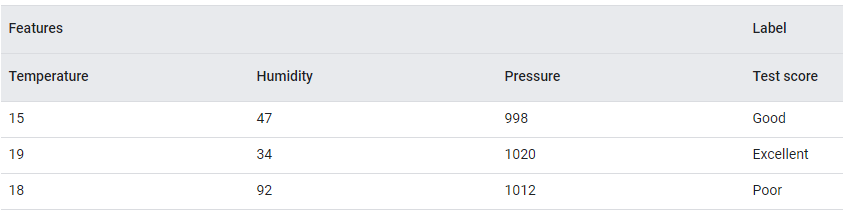 Features Label
Temperature Humidity Pressure Test score
15 47 998 Good
19 34 1020 Excellent
18 92 1012 Poor